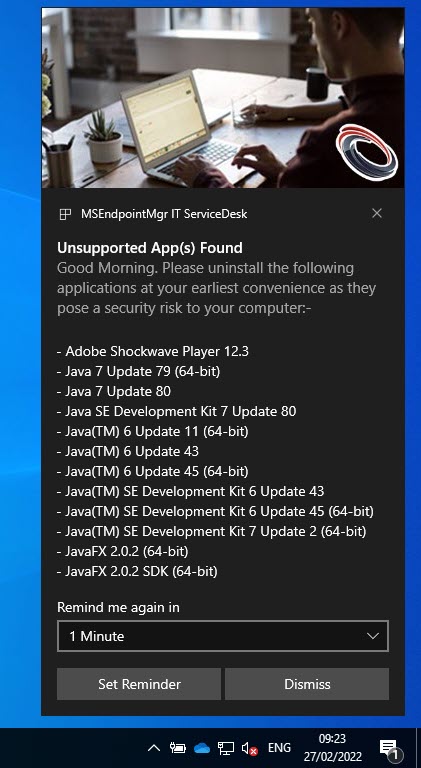 MSEndpointMgr IT ServiceDesk
Unsupported App(s) Found
Good Morning. Please uninstall the following
applications at your earliest convenience as they
pose a security risk to your computer:-
- Adobe Shockwave Player 12.3
- Java 7 Update 79 (64-bit)
- Java 7 Update 80
- Java SE Development Kit 7 Update 80
- Java(TM) 6 Update 11 (64-bit)
- Java(TM) 6 Update 43
- Java(TM) 6 Update 45 (64-bit)
- Java(TM) SE Development Kit 6 Update 43
- Java(TM) SE Development Kit 6 Update 45 (64-bit)
- Java(TM) SE Development Kit 7 Update 2 (64-bit)
- JavaFX 2.0.2 (64-bit)
- JavaFX 2.0.2 SDK (64-bit)
Remind me again in
1 Minute
Set Reminder Dismiss
ENG
09:23
27/02/2022
1